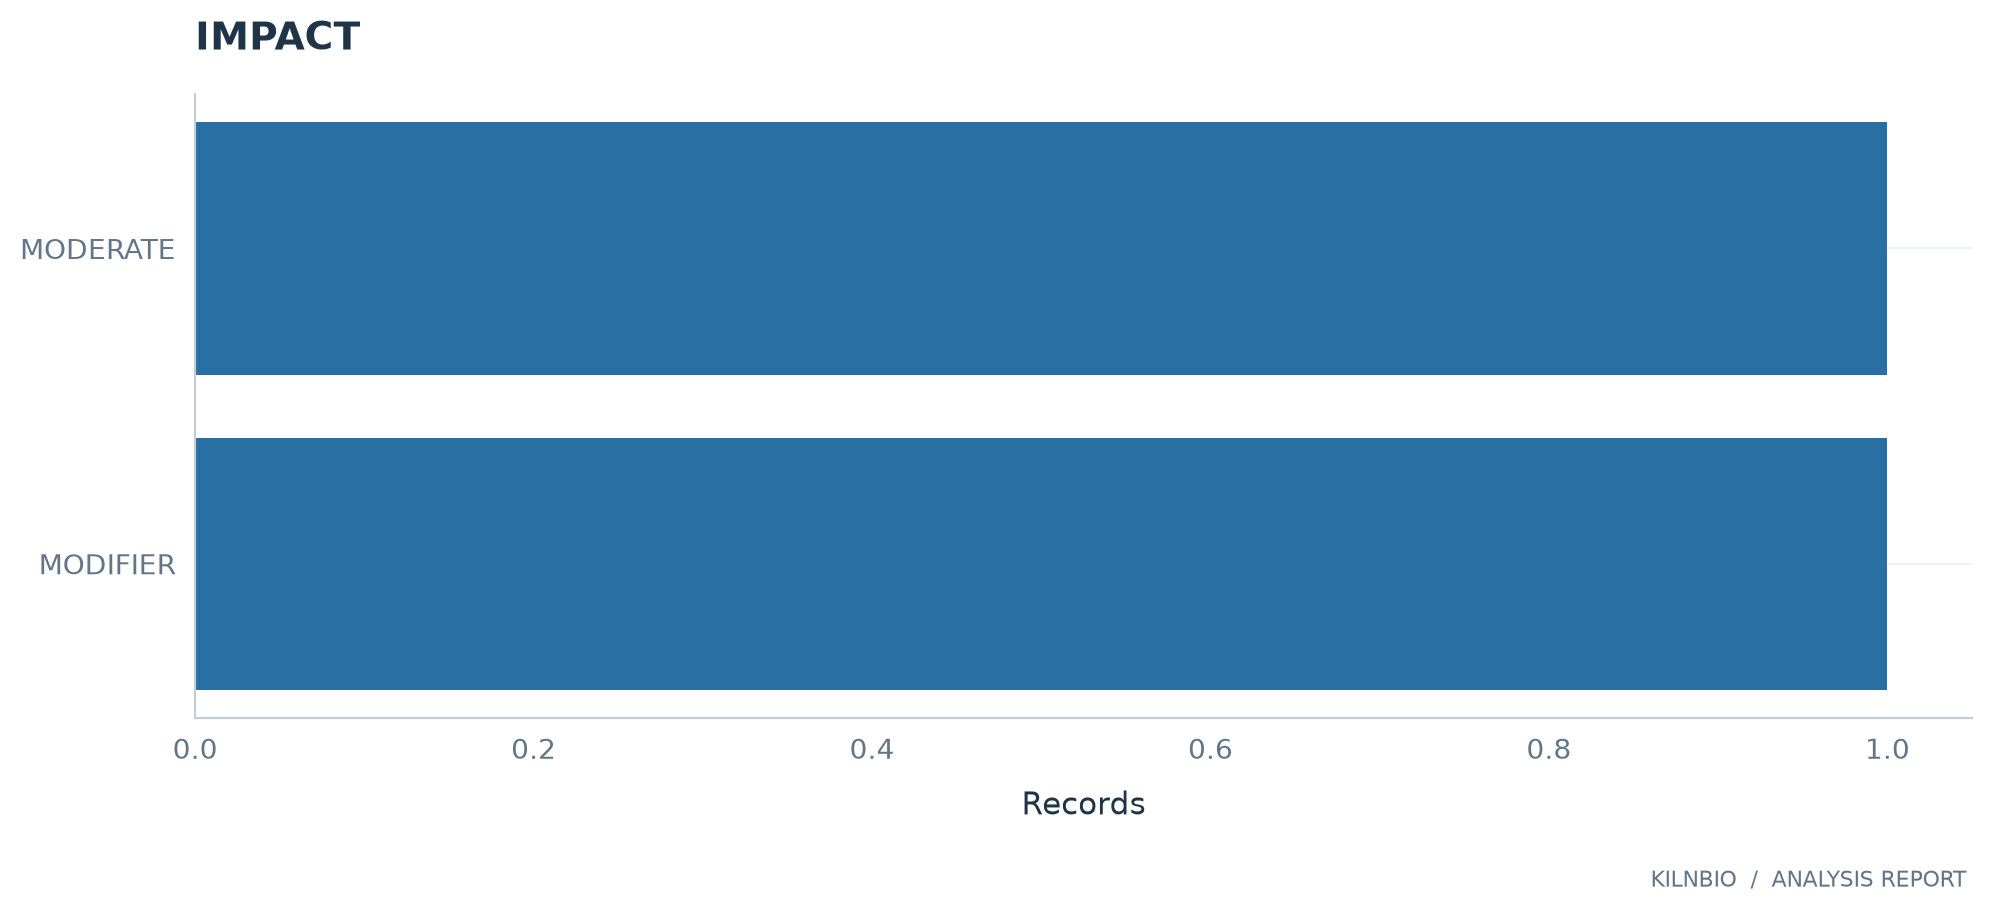 IMPACT
MODERATE
MODIFIER
0.0 0.2 0.4 0.6 0.8 1.0
Records
KILNBIO / ANALYSIS REPORT